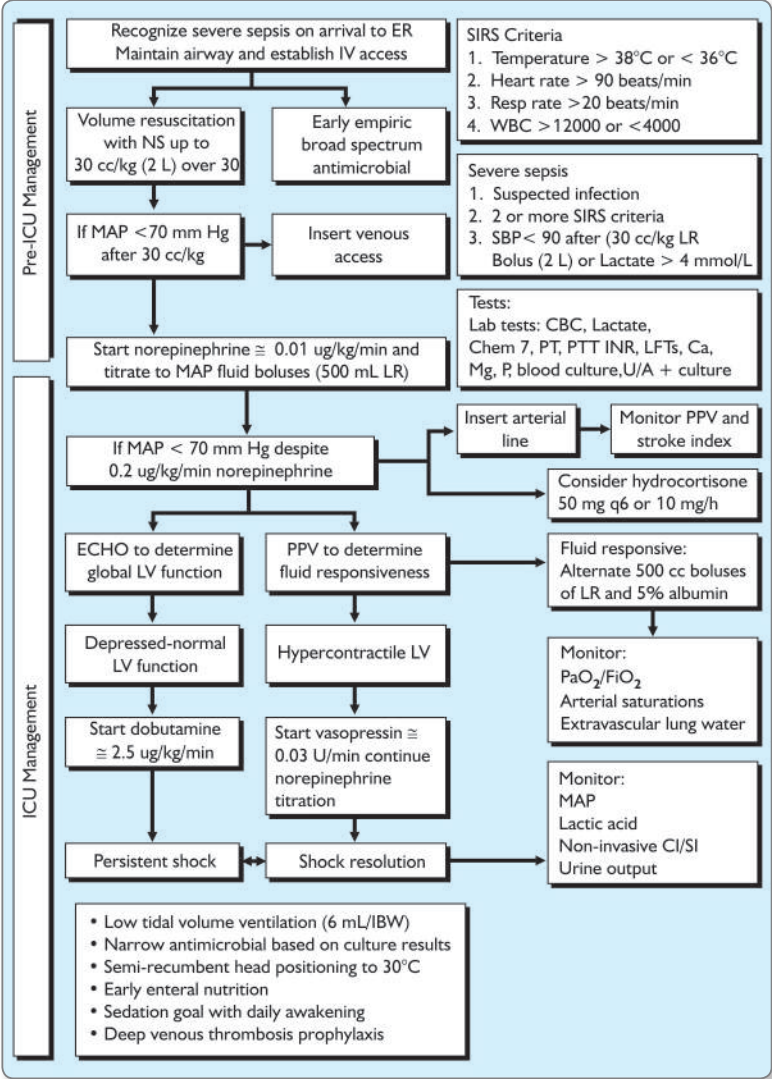 Pre-ICU Management
Recognize severe sepsis on arrival to ER
Maintain airway and establish IV access
Volume resuscitation
with NS up to
30 cc/kg (2 L) over 30
Early empiric
broad spectrum
antimicrobial
If MAP <70 mm Hg
after 30 cc/kg
Insert venous
access
Start norepinephrine ≅ 0.01 ug/kg/min and
titrate to MAP fluid boluses (500 mL LR)
SIRS Criteria
1. Temperature > 38°C or < 36°C
2. Heart rate > 90 beats/min
3. Resp rate >20 beats/min
4. WBC >12000 or <4000
Severe sepsis
1. Suspected infection
2. 2 or more SIRS criteria
3. SBP< 90 after (30 cc/kg LR
Bolus (2 L) or Lactate > 4 mmol/L
Tests:
Lab tests: CBC, Lactate,
Chem 7, PT, PTT INR, LFTs, Ca,
Mg, P, blood culture,U/A + culture
ICU Management
If MAP < 70 mm Hg despite
0.2 ug/kg/min norepinephrine
Insert arterial
line
Monitor PPV and
stroke index
Consider hydrocortisone
50 mg q6 or 10 mg/h
ECHO to determine
global LV function
PPV to determine
fluid responsiveness
Fluid responsive:
Alternate 500 cc boluses
of LR and 5% albumin
Depressed-normal
LV function
Hypercontractile LV
Monitor:
PaO2/FiO2
Arterial saturations
Extravascular lung water
Start dobutamine
≅ 2.5 ug/kg/min
Start vasopressin ≅
0.03 U/min continue
norepinephrine
titration
Persistent shock
Shock resolution
Monitor:
MAP
Lactic acid
Non-invasive CI/SI
Urine output
• Low tidal volume ventilation (6 mL/IBW)
• Narrow antimicrobial based on culture results
• Semi-recumbent head positioning to 30°C
• Early enteral nutrition
• Sedation goal with daily awakening
• Deep venous thrombosis prophylaxis